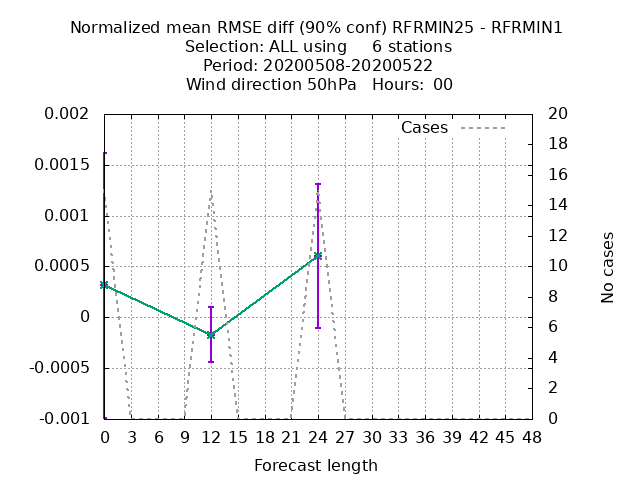 Normalized mean RMSE diff (90% conf) RFRMIN25 - RFRMIN1
Selection: ALL using     6 stations
Period: 20200508-20200522
Wind direction 50hPa   Hours:  00
Cases
0.002
0.0015
0.001
0.0005
0
-0.0005
-0.001
20
18
16
14
12
10
8
6
4
2
0
No cases
0 3 6 9 12 15 18 21 24 27 30 33 36 39 42 45 48
Forecast length